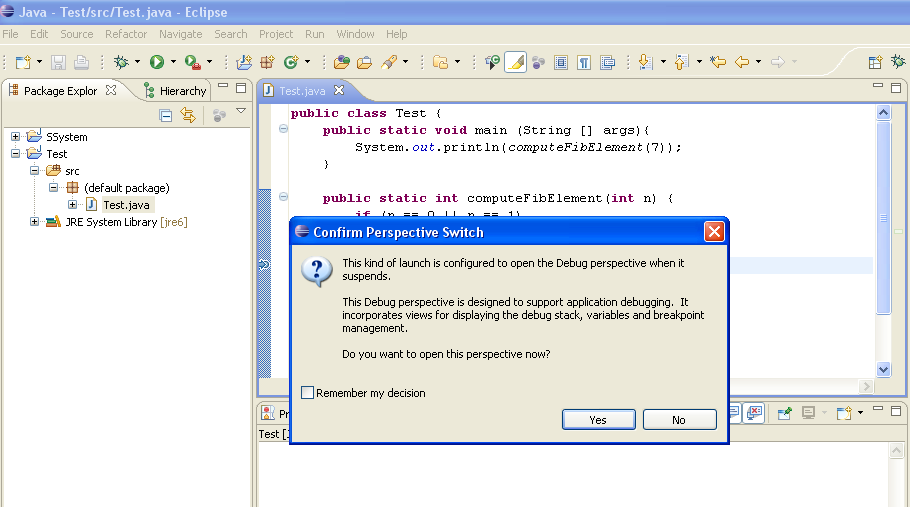 Java - Test/src/Test.java - Eclipse
File Edit Source Refactor Navigate Search Project Run Window Help
Package Explor Hierarchy
Test.java
SSystem
Test
src
(default package)
Test.java
JRE System Library [jre6]
public class Test {
public static void main (String [] args){
System.out.println(computeFibElement(7));
}
public static int computeFibElement(int n) {
if (n == 0 || n == 1)
Confirm Perspective Switch
This kind of launch is configured to open the Debug perspective when it
suspends.
This Debug perspective is designed to support application debugging. It
incorporates views for displaying the debug stack, variables and breakpoint
management.
Do you want to open this perspective now?
Remember my decision
Yes No
Test [